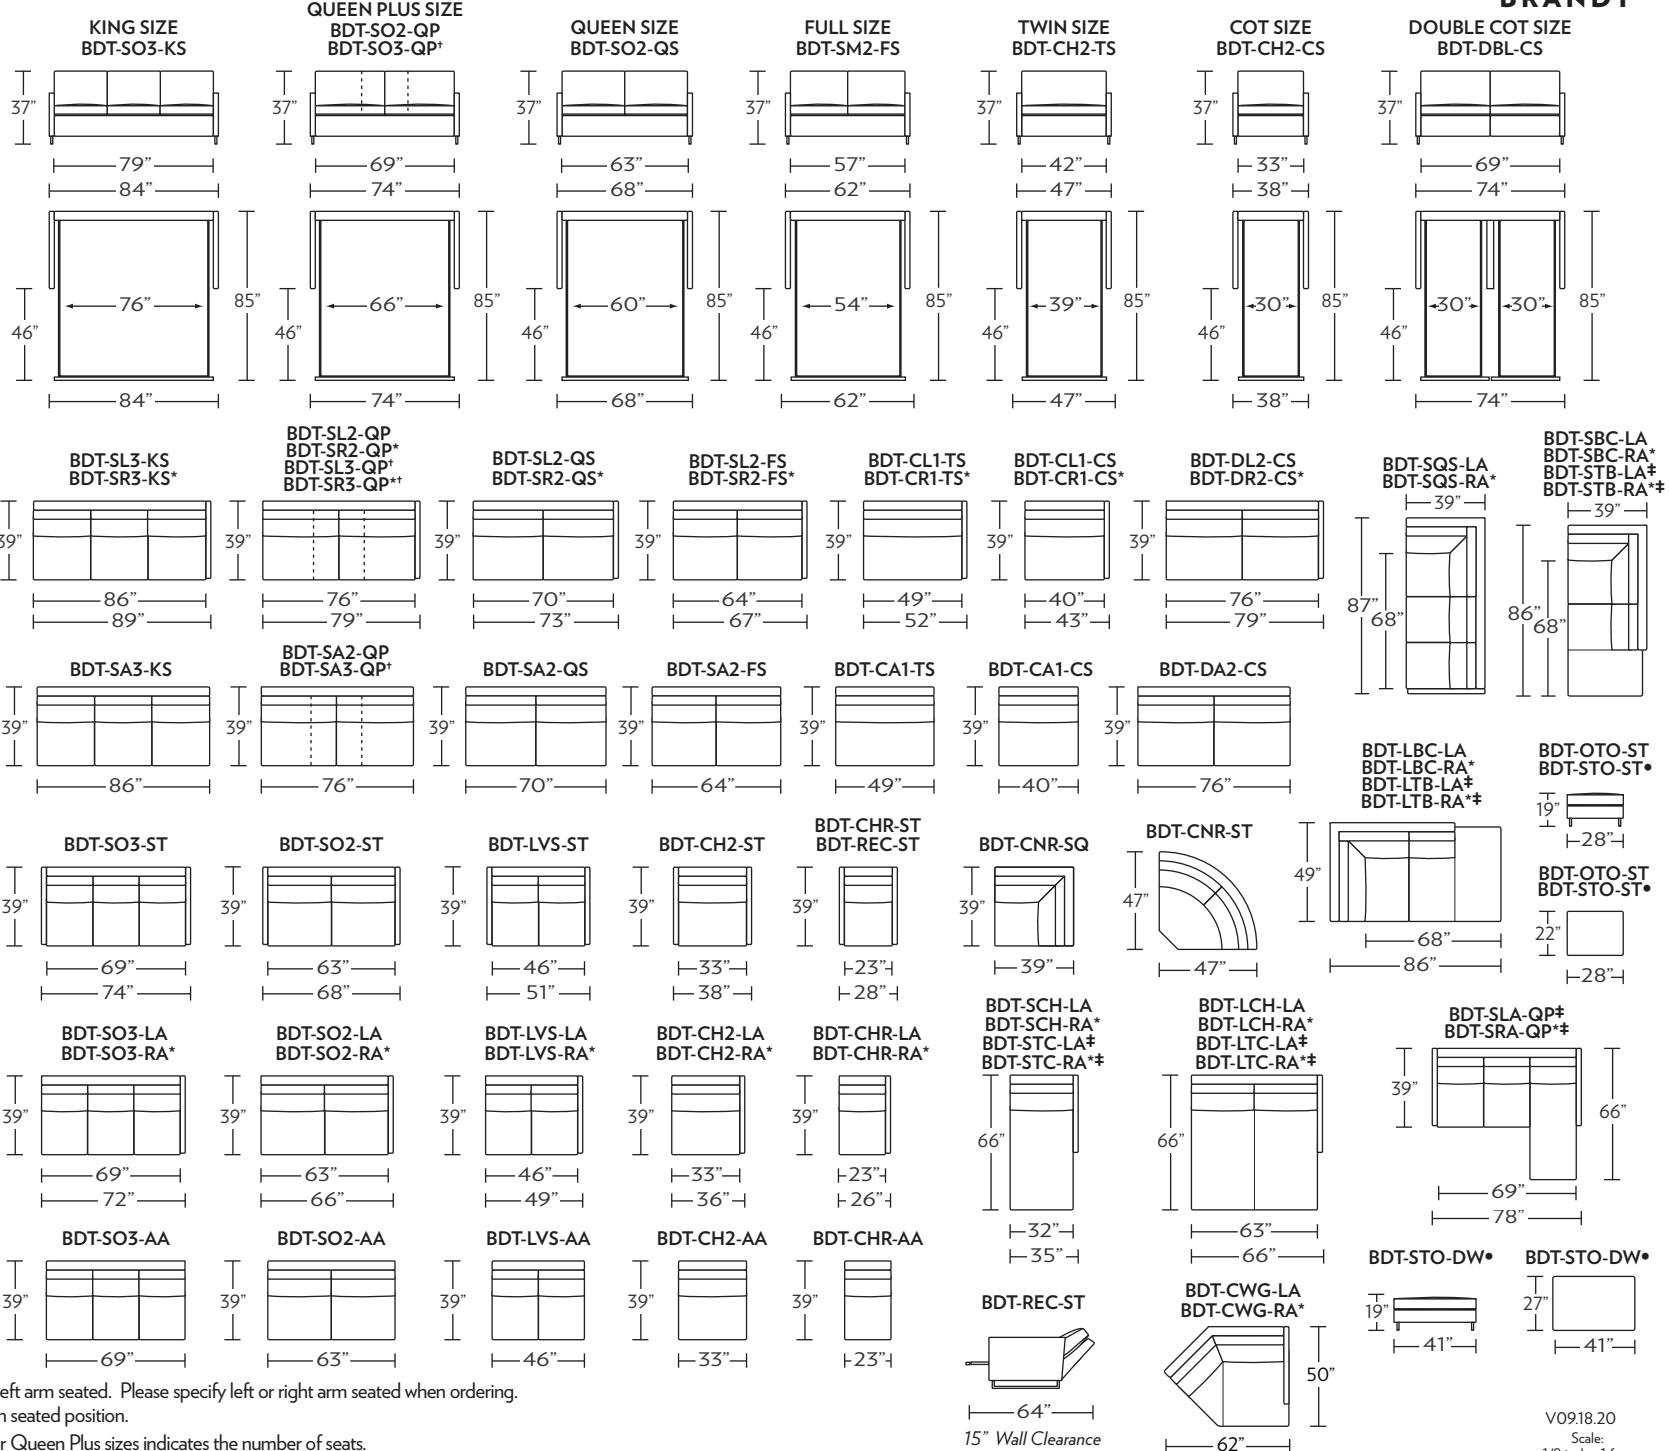 BRANDT
KING SIZE
BDT-SO3-KS
QUEEN PLUS SIZE
BDT-SO2-QP
BDT-SO3-QP†
QUEEN SIZE
BDT-SO2-QS
FULL SIZE
BDT-SM2-FS
TWIN SIZE
BDT-CH2-TS
COT SIZE
BDT-CH2-CS
DOUBLE COT SIZE
BDT-DBL-CS
37” 37” 37” 37” 37” 37” 37”
79” 69” 63” 57” 42” 33” 69”
84” 74” 68” 62” 47” 38” 74”
76” 85” 66” 85” 60” 85” 54” 85” 39” 85” 30” 85” 30” 30” 85”
46” 46” 46” 46” 46” 46” 46”
84” 74” 68” 62” 47” 38” 74”
BDT-SL3-KS
BDT-SR3-KS*
BDT-SL2-QP
BDT-SR2-QP*
BDT-SL3-QP†
BDT-SR3-QP*†
BDT-SL2-QS
BDT-SR2-QS*
BDT-SL2-FS
BDT-SR2-FS*
BDT-CL1-TS
BDT-CR1-TS*
BDT-CL1-CS
BDT-CR1-CS*
BDT-DL2-CS
BDT-DR2-CS*
39” 39” 39” 39” 39” 39” 39”
86” 76” 70” 64” 49” 40” 76”
89” 79” 73” 67” 52” 43” 79”
BDT-SQS-LA
BDT-SQS-RA*
39”
87” 68”
BDT-SBC-LA
BDT-SBC-RA*
BDT-STB-LA‡
BDT-STB-RA*‡
39”
86” 68”
BDT-SA3-KS
BDT-SA2-QP
BDT-SA3-QP†
BDT-SA2-QS
BDT-SA2-FS
BDT-CA1-TS
BDT-CA1-CS
BDT-DA2-CS
39” 39” 39” 39” 39” 39” 39”
86” 76” 70” 64” 49” 40” 76”
BDT-LBC-LA
BDT-LBC-RA*
BDT-LTB-LA‡
BDT-LTB-RA*‡
49”
68”
86”
BDT-OTO-ST
BDT-STO-ST•
19”
28”
BDT-OTO-ST
BDT-STO-ST•
22”
28”
BDT-SO3-ST
BDT-SO2-ST
BDT-LVS-ST
BDT-CH2-ST
BDT-CHR-ST
BDT-REC-ST
BDT-CNR-SQ
BDT-CNR-ST
39” 39” 39” 39” 39” 39” 47”
69” 63” 46” 33” 23” 39” 47”
74” 68” 51” 38” 28”
BDT-SO3-LA
BDT-SO3-RA*
BDT-SO2-LA
BDT-SO2-RA*
BDT-LVS-LA
BDT-LVS-RA*
BDT-CH2-LA
BDT-CH2-RA*
BDT-CHR-LA
BDT-CHR-RA*
39” 39” 39” 39” 39”
69” 63” 46” 33” 23”
72” 66” 49” 36” 26”
BDT-SCH-LA
BDT-SCH-RA*
BDT-STC-LA‡
BDT-STC-RA*‡
66”
32”
35”
BDT-LCH-LA
BDT-LCH-RA*
BDT-LTC-LA‡
BDT-LTC-RA*‡
66”
63”
66”
BDT-SLA-QP‡
BDT-SRA-QP*‡
39” 66”
69”
78”
BDT-SO3-AA
BDT-SO2-AA
BDT-LVS-AA
BDT-CH2-AA
BDT-CHR-AA
39” 39” 39” 39” 39”
69” 63” 46” 33” 23”
BDT-REC-ST
64”
15” Wall Clearance
BDT-CWG-LA
BDT-CWG-RA*
50”
62”
BDT-STO-DW•
19”
41”
BDT-STO-DW•
27”
41”
left arm seated. Please specify left or right arm seated when ordering.
seated position.
Queen Plus sizes indicates the number of seats.
V09.18.20
Scale: